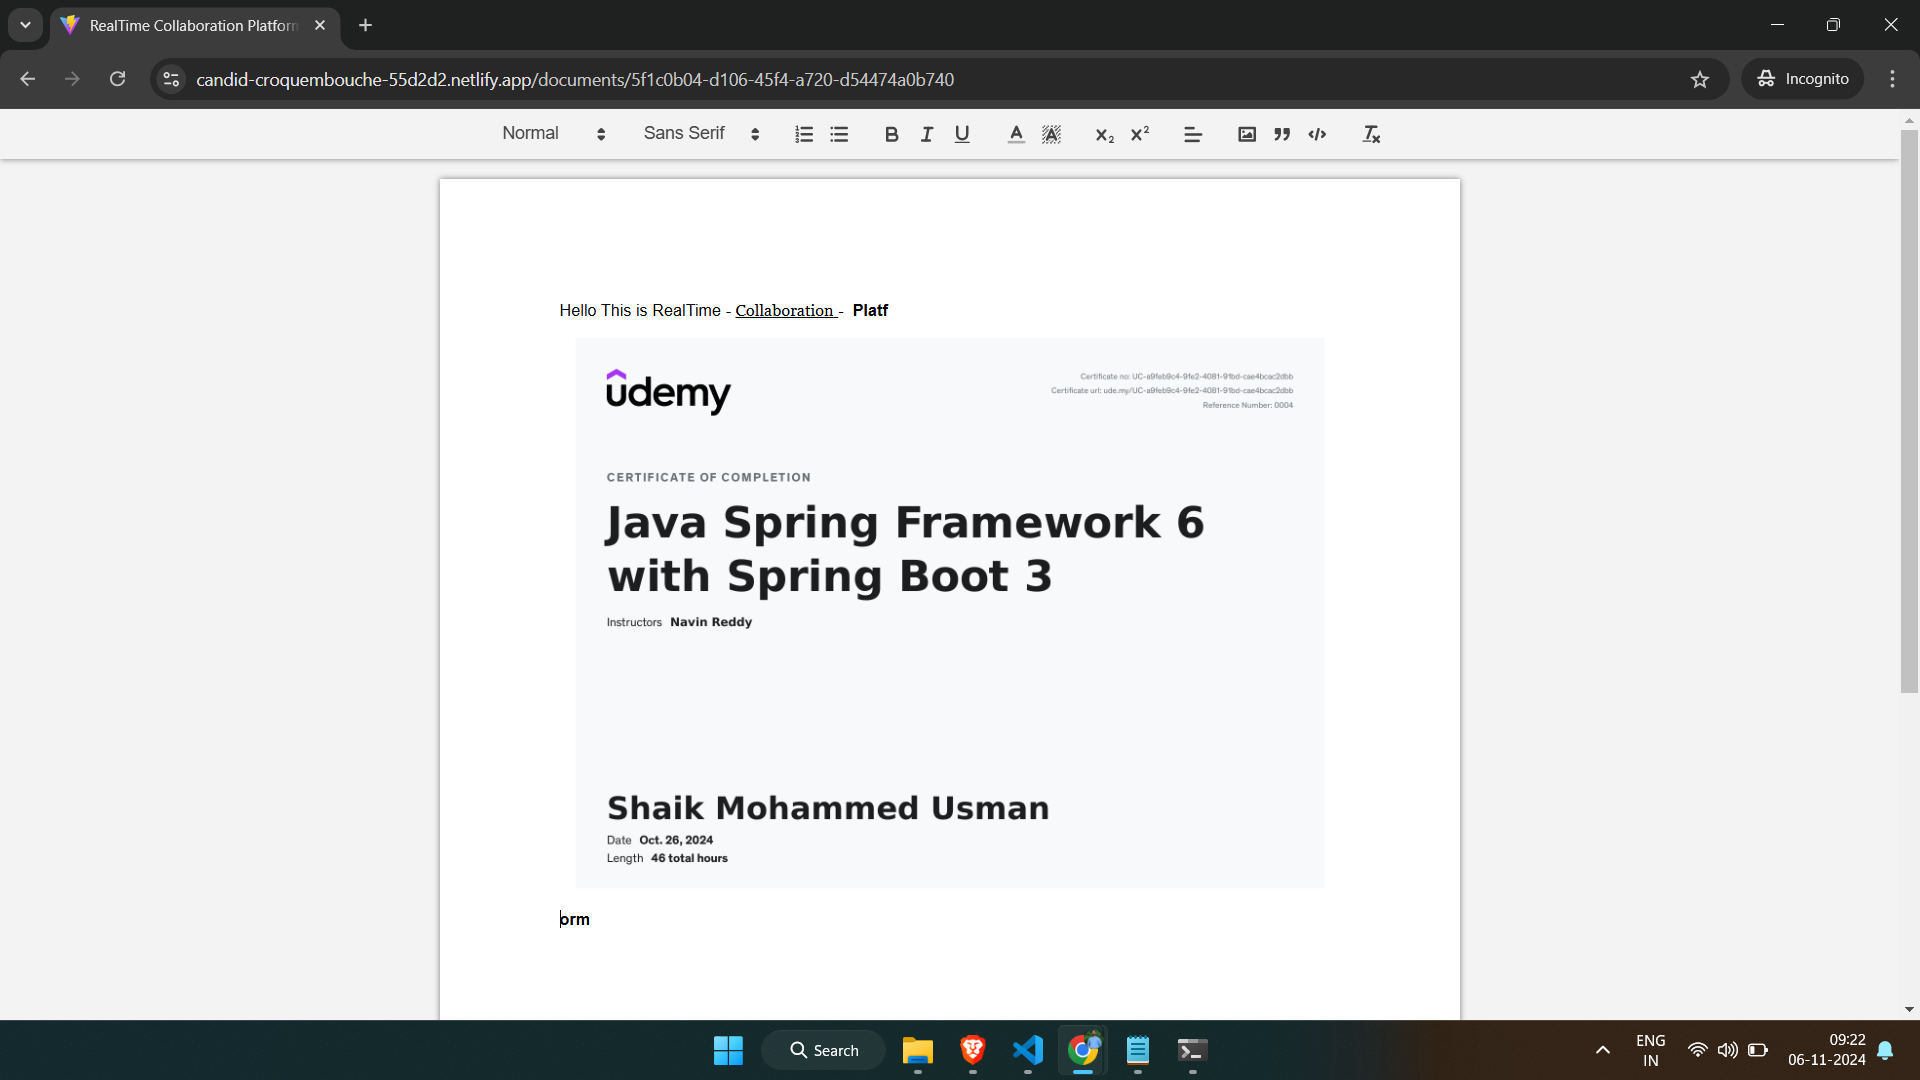 RealTime Collaboration Platform
candid-croquembouche-55d2d2.netlify.app/documents/5f1c0b04-d106-45f4-a720-d54474a0b740
Incognito
Normal Sans Serif
Hello This is RealTime - Collaboration - Platf
udemy
Certificate no: UC-a9feb9c4-9fe2-4081-91bd-cae4bcac2dbb
Certificate url: ude.my/UC-a9feb9c4-9fe2-4081-91bd-cae4bcac2dbb
Reference Number: 0004
CERTIFICATE OF COMPLETION
Java Spring Framework 6
with Spring Boot 3
Instructors Navin Reddy
Shaik Mohammed Usman
Date Oct. 26, 2024
Length 46 total hours
orm
Search
ENG
IN
09:22
06-11-2024